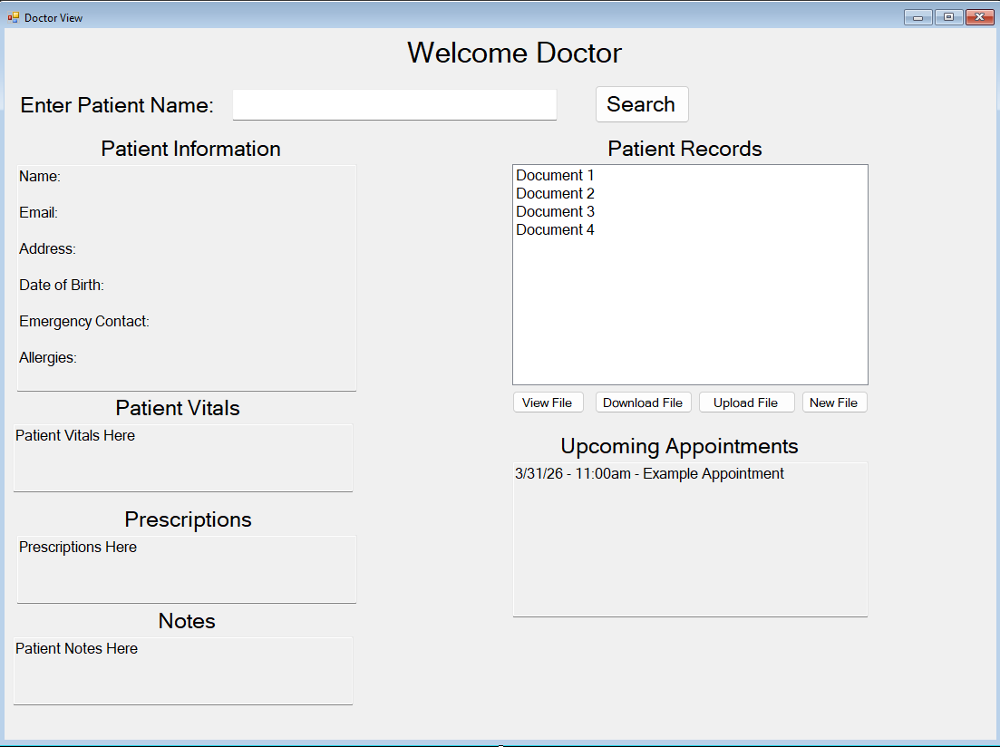 Doctor View
Welcome Doctor
Enter Patient Name:
Search
Patient Information
Name:
Email:
Address:
Date of Birth:
Emergency Contact:
Allergies:
Patient Vitals
Patient Vitals Here
Prescriptions
Prescriptions Here
Notes
Patient Notes Here
Patient Records
Document 1
Document 2
Document 3
Document 4
View File
Download File
Upload File
New File
Upcoming Appointments
3/31/26 - 11:00am - Example Appointment